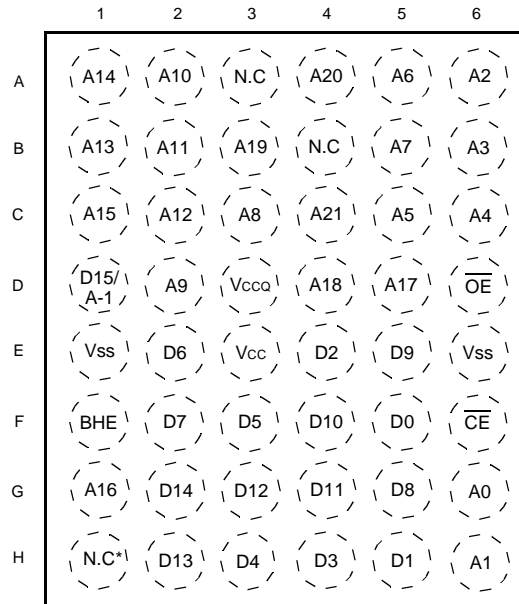 1 2 3 4 5 6
A A14 A10 N.C A20 A6 A2
B A13 A11 A19 N.C A7 A3
C A15 A12 A8 A21 A5 A4
D D15/A-1 A9 VCCQ A18 A17 O̅E̅
E Vss D6 VCC D2 D9 Vss
F BHE D7 D5 D10 D0 C̅E̅
G A16 D14 D12 D11 D8 A0
H N.C* D13 D4 D3 D1 A1